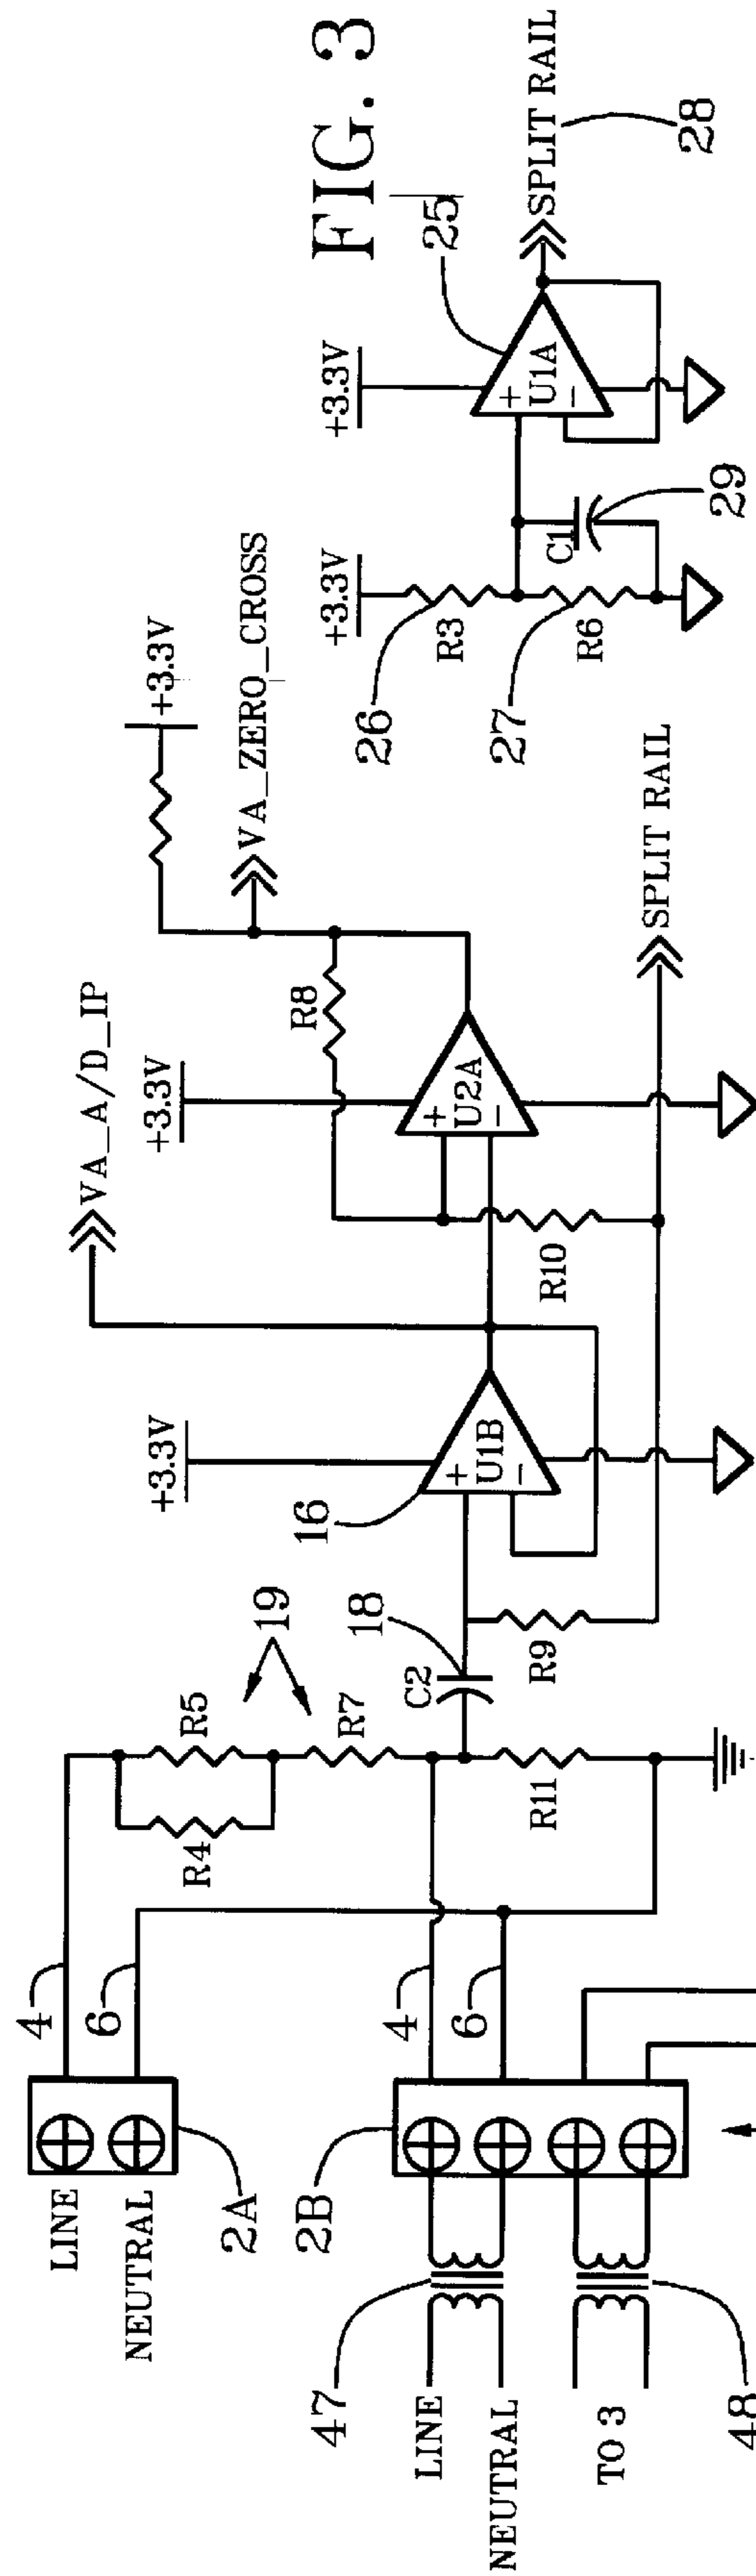 FIG. 3
LINE
NEUTRAL
2A
4
6
R4
R5
R7
19
LINE
NEUTRAL
TO 3
47
48
2B
4
6
R11
C2
18
R9
16
+3.3V
+
U1B
−
VA_A/D_IP
+3.3V
+
U2A
−
R10
R8
+3.3V
VA_ZERO_CROSS
SPLIT RAIL
+3.3V
26
R3
27
R6
C1
29
+3.3V
+
U1A
−
25
SPLIT RAIL
28